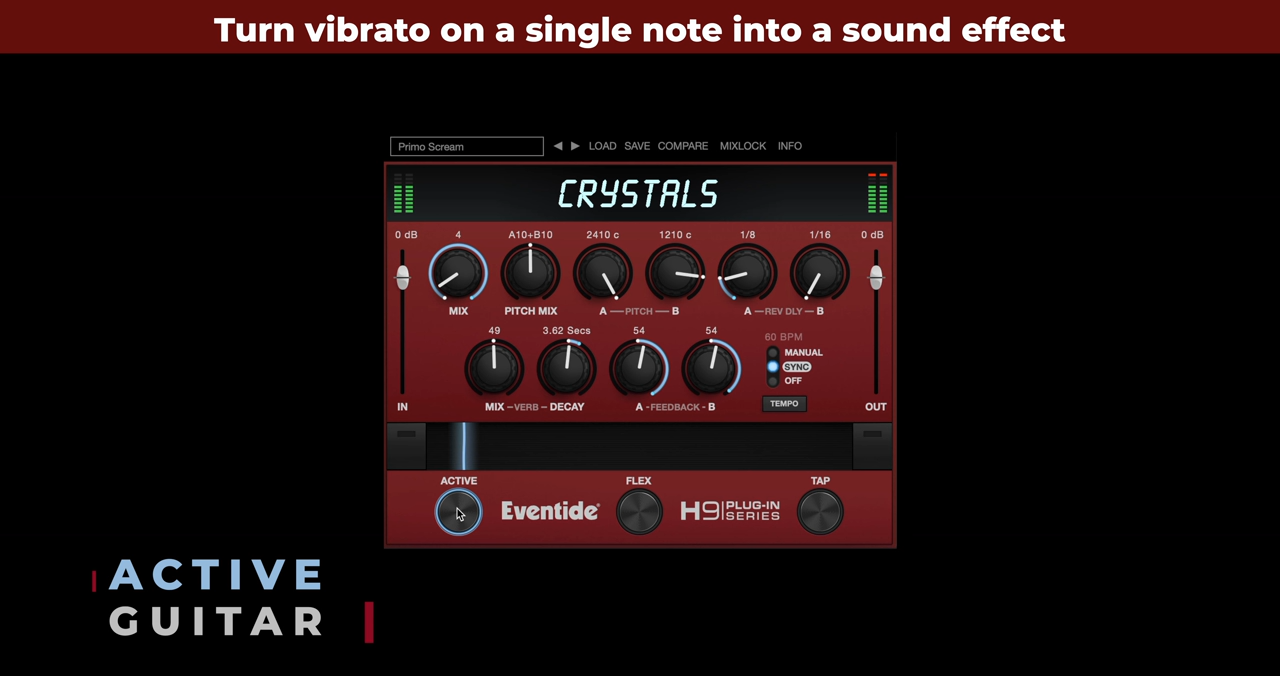 Turn vibrato on a single note into a sound effect
Primo Scream
LOAD SAVE COMPARE MIXLOCK INFO
CRYSTALS
0 dB 4 A10+B10 2410 c 1210 c 1/8 1/16 0 dB
MIX PITCH MIX A PITCH B A REV DLY B
49 3.62 Secs 54 54 60 BPM
MANUAL
SYNC
OFF
TEMPO
IN MIX VERB DECAY A FEEDBACK B OUT
ACTIVE FLEX TAP
Eventide® H9 PLUG-IN SERIES
ACTIVE
GUITAR